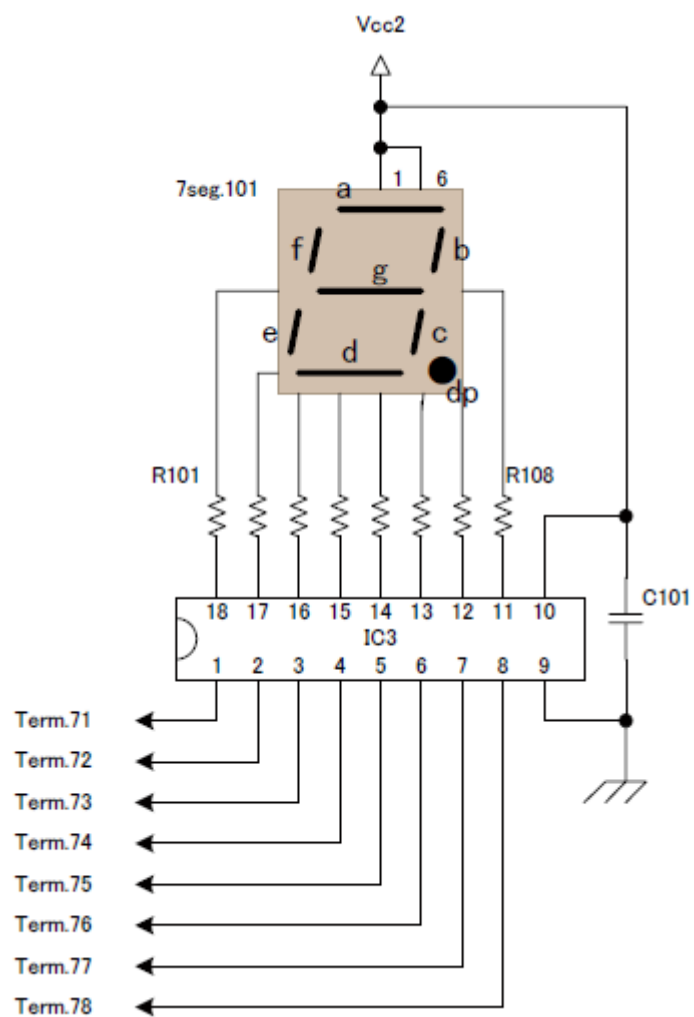 Vcc2
7seg.101
1 6
a
f b
g
e c
d
dp
R101 R108
18 17 16 15 14 13 12 11 10
IC3
C101
1 2 3 4 5 6 7 8 9
Term.71
Term.72
Term.73
Term.74
Term.75
Term.76
Term.77
Term.78